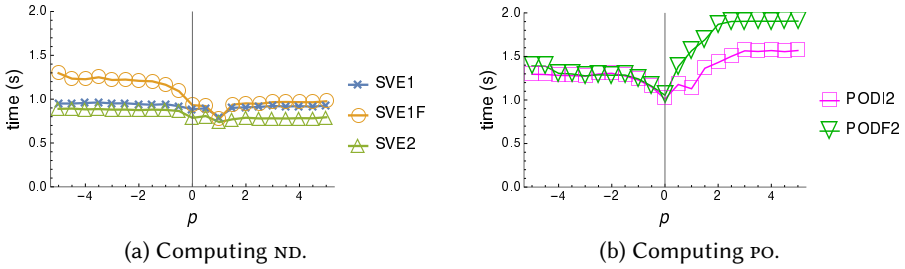 2.0
1.5
1.0
0.5
0.0
time (s)
−4 −2 0 2 4
p
SVE1
SVE1F
SVE2
(a) Computing ND.
2.0
1.5
1.0
0.5
0.0
time (s)
−4 −2 0 2 4
p
PODI2
PODF2
(b) Computing PO.